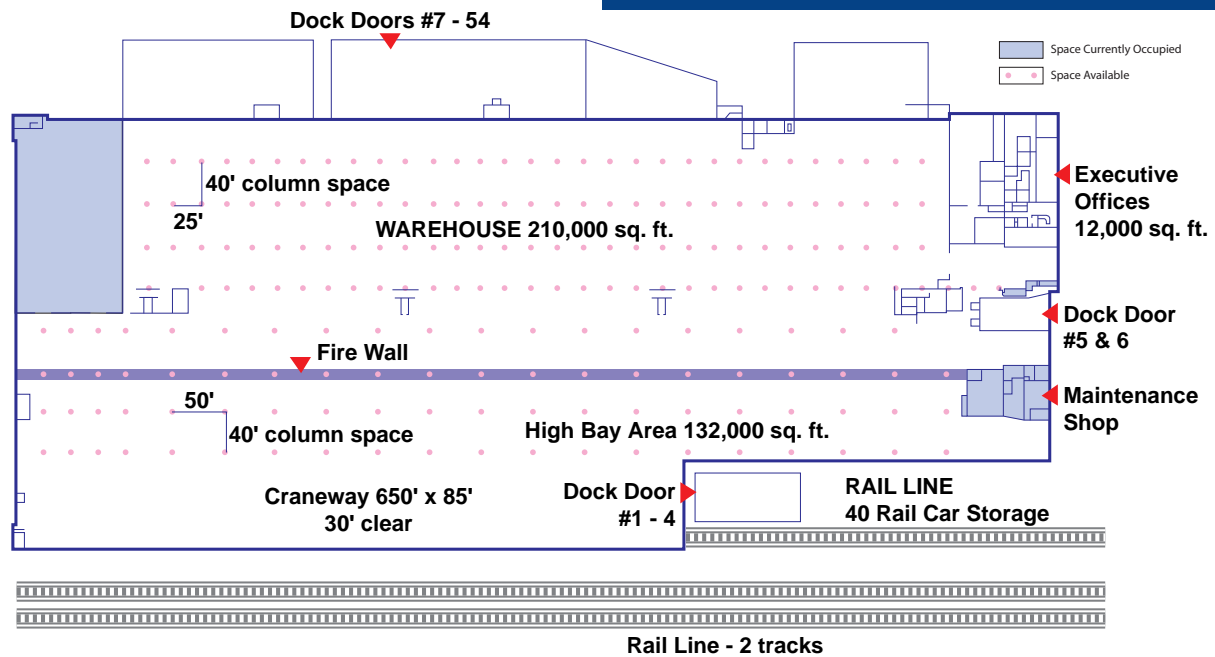 Dock Doors #7 - 54
Space Currently Occupied
Space Available
40' column space
25'
WAREHOUSE 210,000 sq. ft.
Executive
Offices
12,000 sq. ft.
Dock Door
#5 & 6
Fire Wall
Maintenance
Shop
50'
40' column space
High Bay Area 132,000 sq. ft.
Craneway 650' x 85'
30' clear
Dock Door
#1 - 4
RAIL LINE
40 Rail Car Storage
Rail Line - 2 tracks